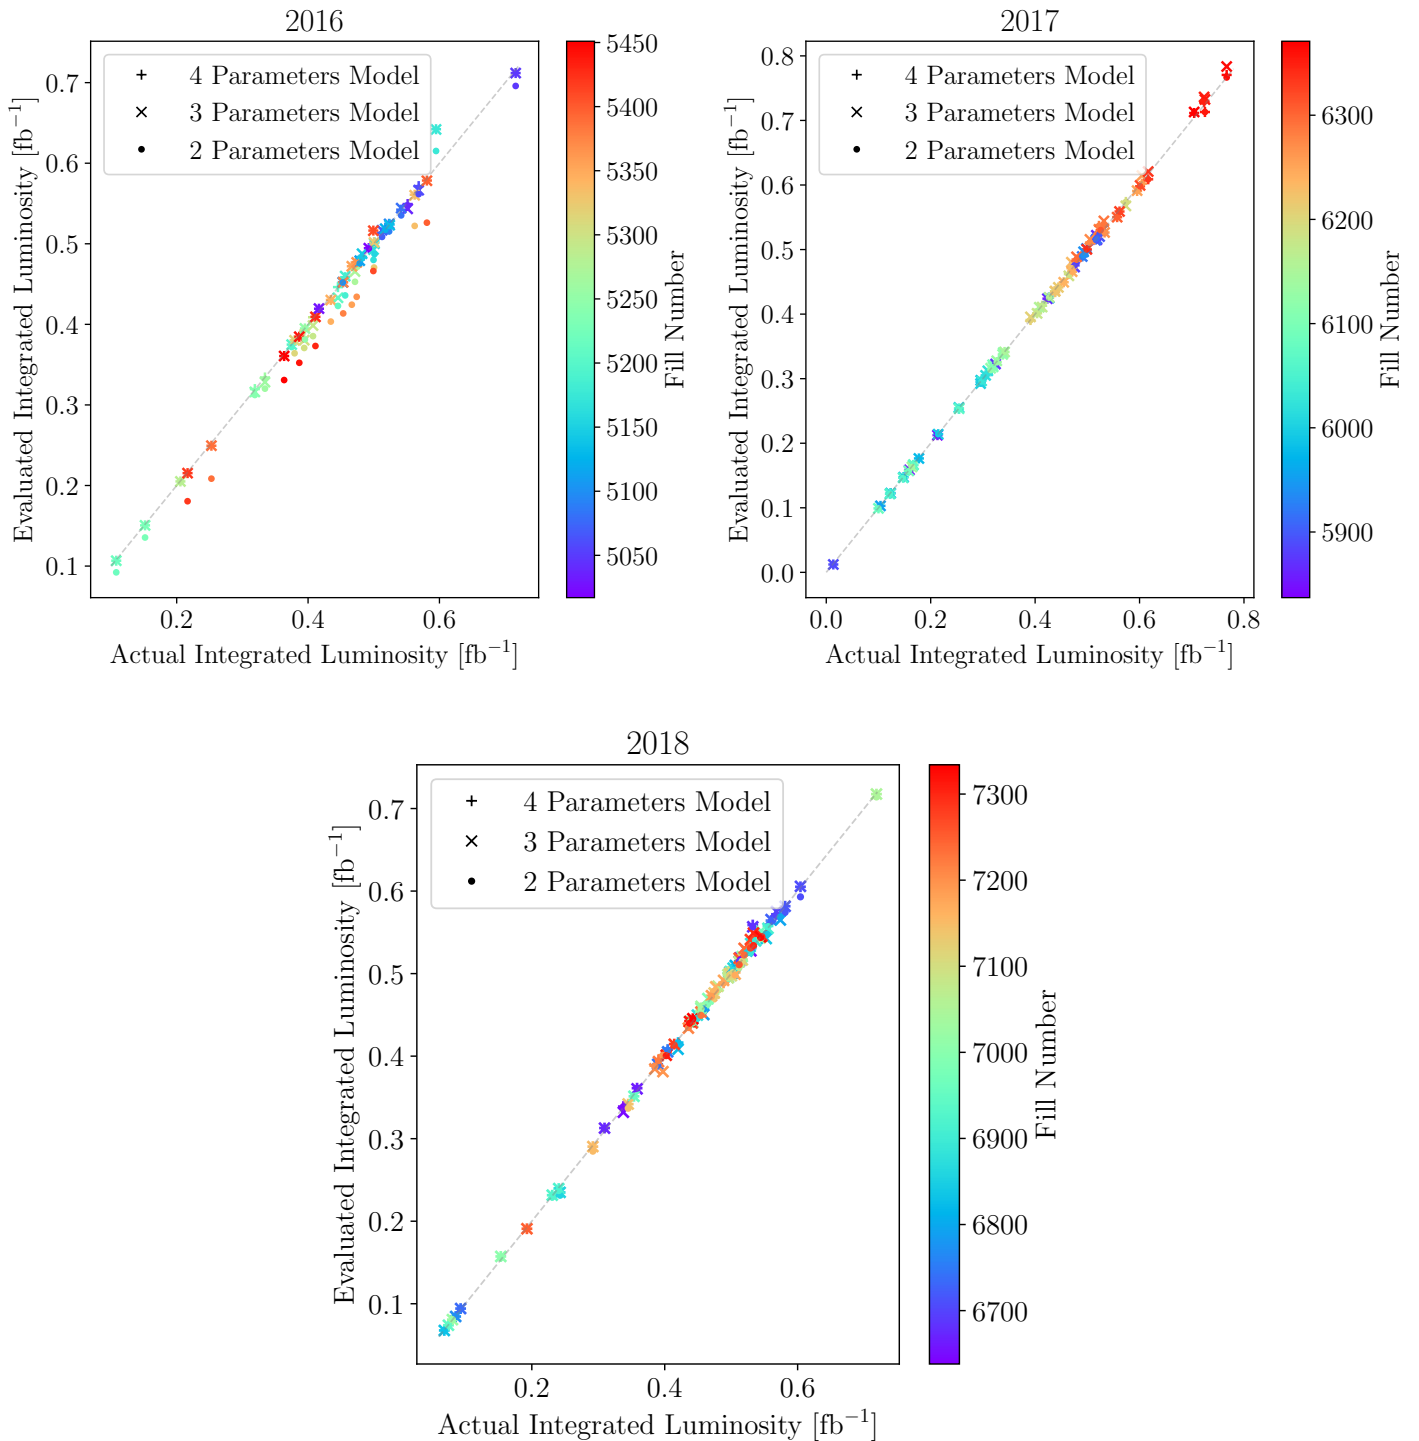 2016
Evaluated Integrated Luminosity [fb⁻¹]
0.7
0.6
0.5
0.4
0.3
0.2
0.1
+ 4 Parameters Model
× 3 Parameters Model
• 2 Parameters Model
0.2 0.4 0.6
Actual Integrated Luminosity [fb⁻¹]
5450
5400
5350
5300
5250
5200
5150
5100
5050
Fill Number
2017
Evaluated Integrated Luminosity [fb⁻¹]
0.8
0.7
0.6
0.5
0.4
0.3
0.2
0.1
0.0
+ 4 Parameters Model
× 3 Parameters Model
• 2 Parameters Model
0.0 0.2 0.4 0.6 0.8
Actual Integrated Luminosity [fb⁻¹]
6300
6200
6100
6000
5900
Fill Number
2018
Evaluated Integrated Luminosity [fb⁻¹]
0.7
0.6
0.5
0.4
0.3
0.2
0.1
+ 4 Parameters Model
× 3 Parameters Model
• 2 Parameters Model
0.2 0.4 0.6
Actual Integrated Luminosity [fb⁻¹]
7300
7200
7100
7000
6900
6800
6700
Fill Number